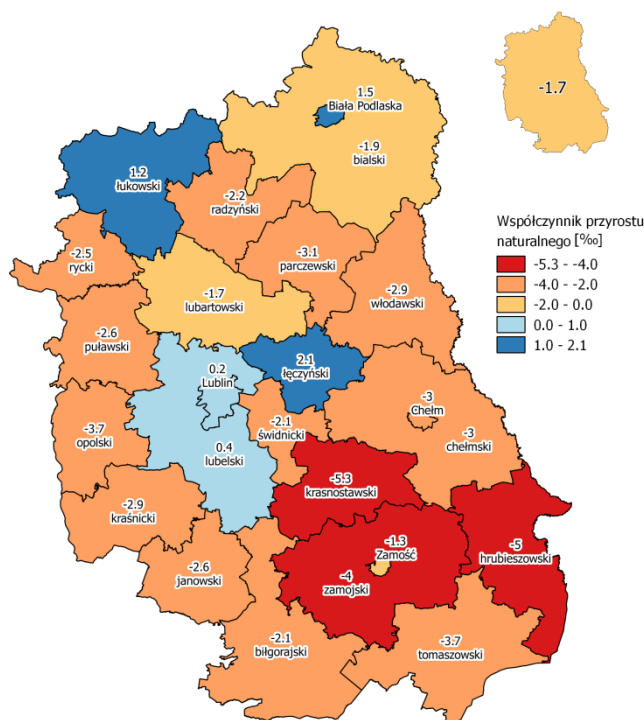 -1.7
1.5
Biała Podlaska
-1.9
bialski
1.2
łukowski
-2.2
radzyński
Współczynnik przyrostu
naturalnego [‰]
-5.3 - -4.0
-4.0 - -2.0
-2.0 - 0.0
0.0 - 1.0
1.0 - 2.1
-2.5
rycki
-3.1
parczewski
-2.9
włodawski
-1.7
lubartowski
-2.6
puławski
0.2
Lublin
2.1
łęczyński
-3
Chełm
-3
chełmski
-3.7
opolski
0.4
lubelski
-2.1
świdnicki
-5.3
krasnostawski
-2.9
kraśnicki
-1.3
Zamość
-5
hrubieszowski
-2.6
janowski
-4
zamojski
-2.1
biłgorajski
-3.7
tomaszowski